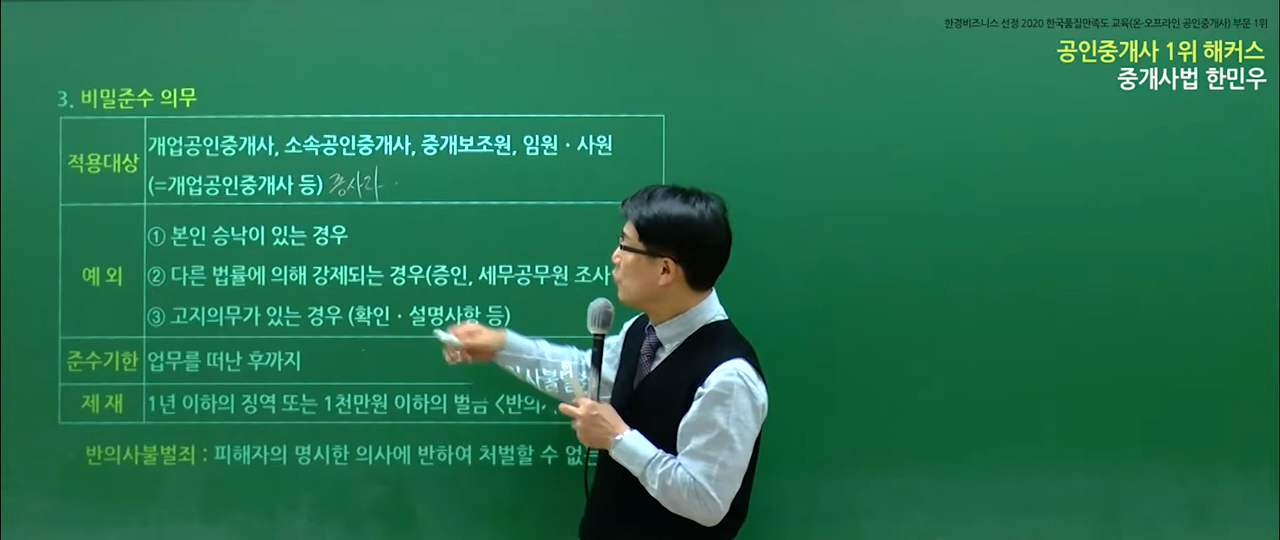 한경비즈니스 선정 2020 한국품질만족도 교육(온·오프라인 공인중개사) 부문 1위
공인중개사 1위 해커스
중개사법 한민우
3. 비밀준수 의무
적용대상
개업공인중개사, 소속공인중개사, 중개보조원, 임원 · 사원
(=개업공인중개사 등) 종사자
예 외
① 본인 승낙이 있는 경우
② 다른 법률에 의해 강제되는 경우(증인, 세무공무원 조사
③ 고지의무가 있는 경우 (확인 · 설명사항 등)
준수기한 업무를 떠난 후까지
제 재 1년 이하의 징역 또는 1천만원 이하의 벌금 <반의
반의사불벌죄 : 피해자의 명시한 의사에 반하여 처벌할 수 없